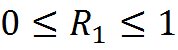 0 ≤ R₁ ≤ 1